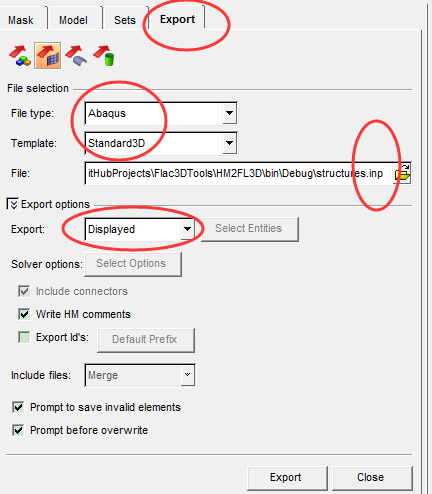 Mask Model Sets Export
File selection
File type: Abaqus
Template: Standard3D
File: itHubProjects\Flac3DTools\HM2FL3D\bin\Debug\structures.inp
Export options
Export: Displayed Select Entities
Solver options: Select Options
Include connectors
Write HM comments
Export Id's: Default Prefix
Include files: Merge
Prompt to save invalid elements
Prompt before overwrite
Export Close